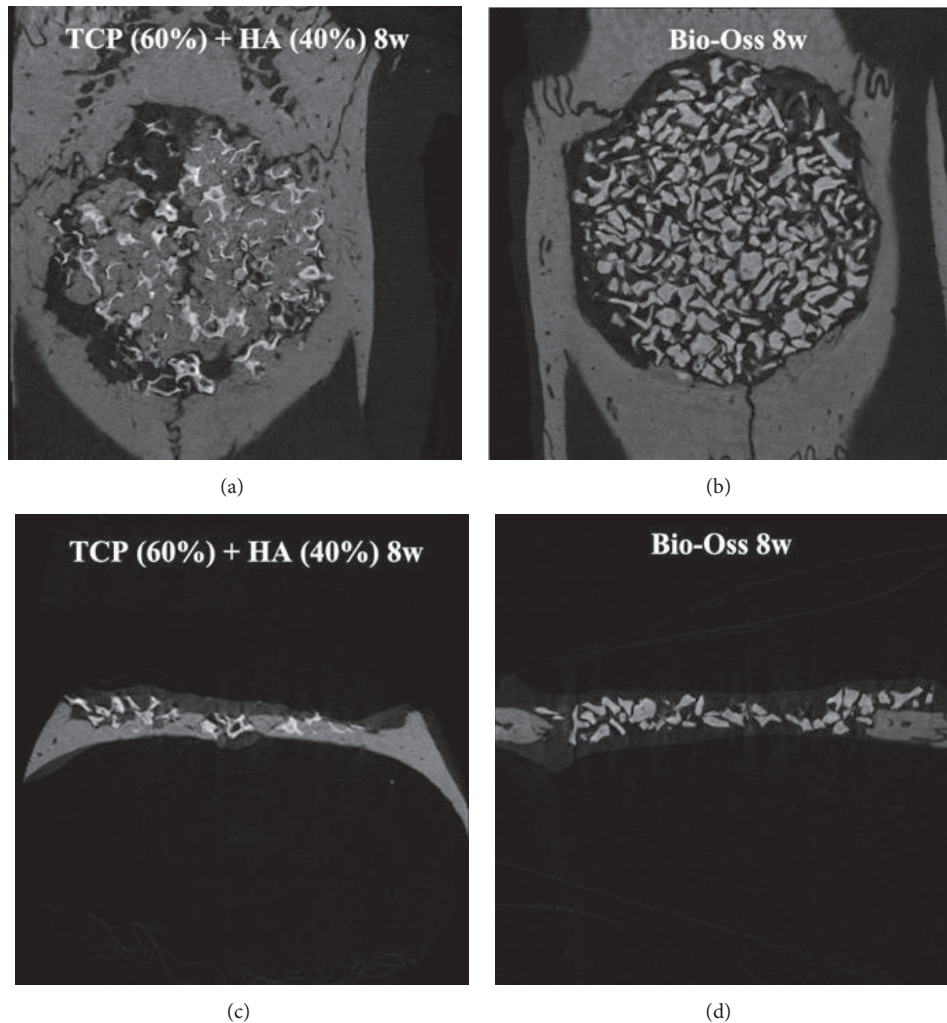 TCP (60%) + HA (40%) 8w
Bio-Oss 8w
(a)
(b)
TCP (60%) + HA (40%) 8w
Bio-Oss 8w
(c)
(d)